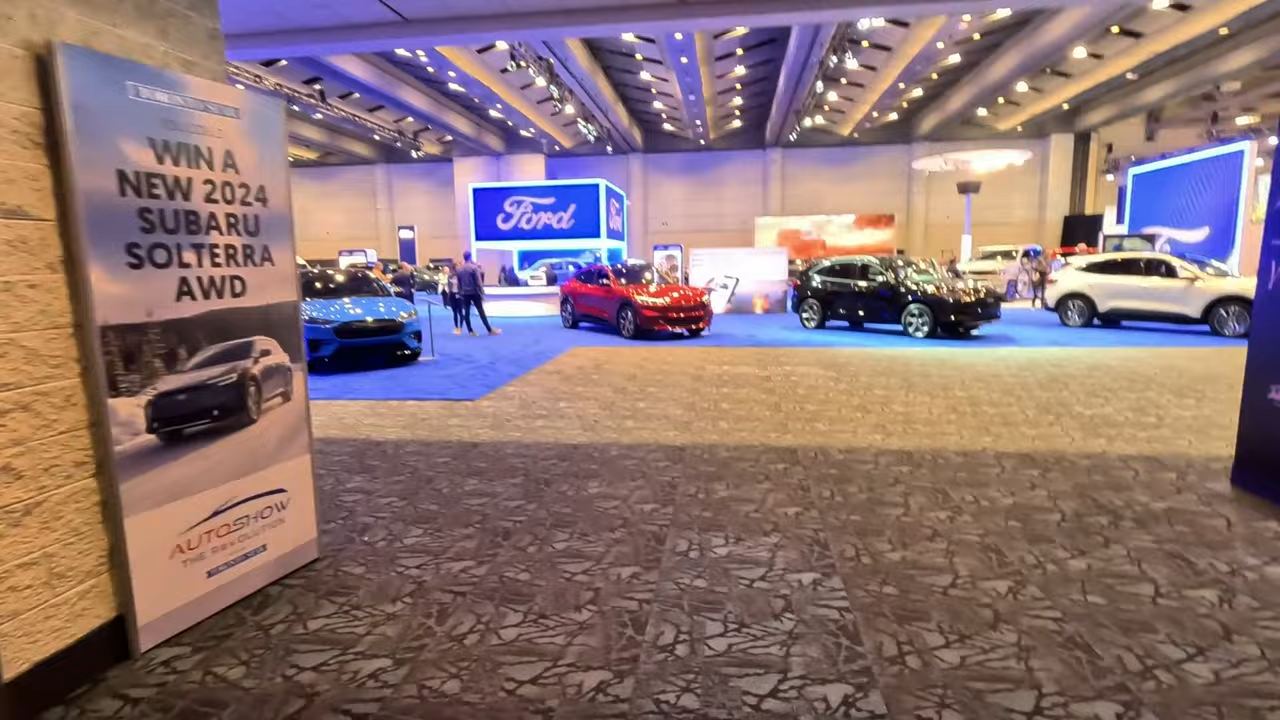 WIN A
NEW 2024
SUBARU
SOLTERRA
AWD
AUTOSHOW
THE REVOLUTION
Ford